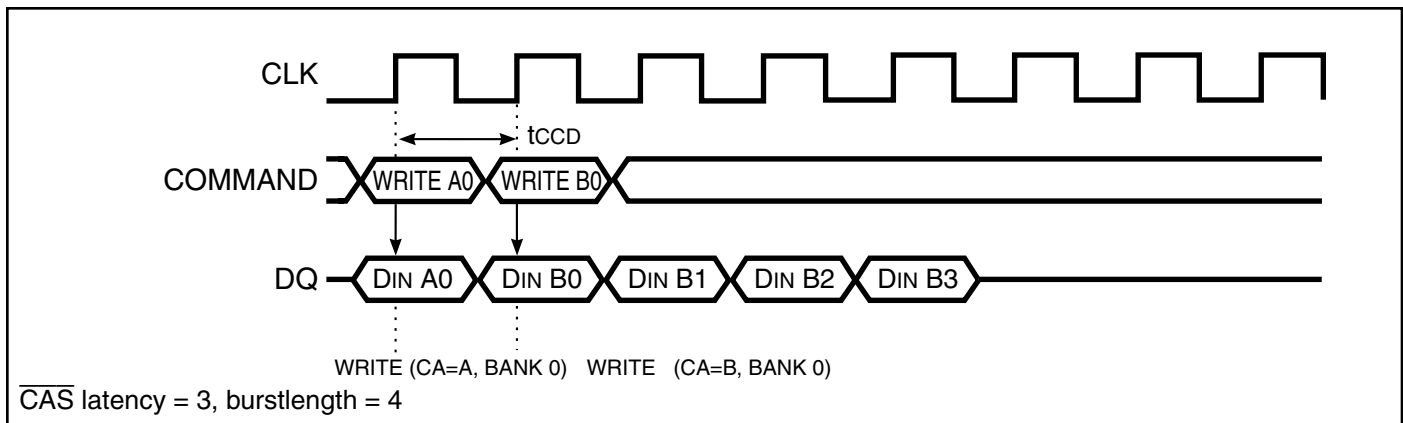 CLK
tCCD
COMMAND WRITE A0 WRITE B0
DQ DIN A0 DIN B0 DIN B1 DIN B2 DIN B3
WRITE (CA=A, BANK 0) WRITE (CA=B, BANK 0)
C̅A̅S̅ latency = 3, burstlength = 4